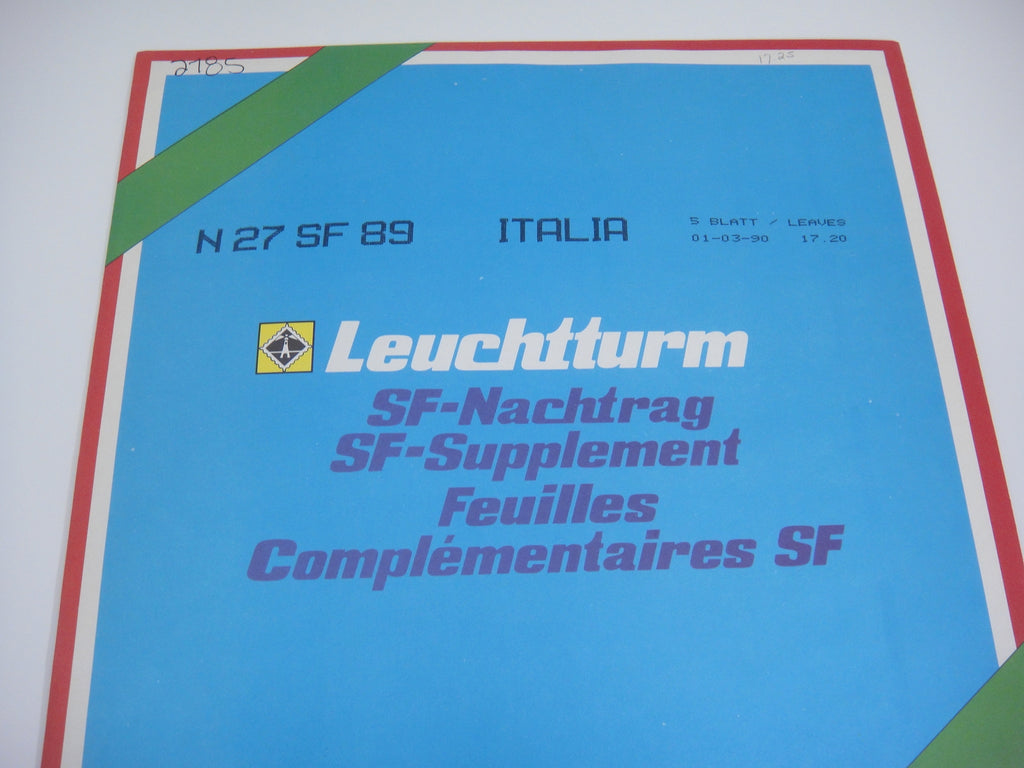 2785
17.25
N 27 SF 89 ITALIA 5 BLATT / LEAVES
01-03-90 17.20
Leuchtturm
SF-Nachtrag
SF-Supplement
Feuilles
Complémentaires SF